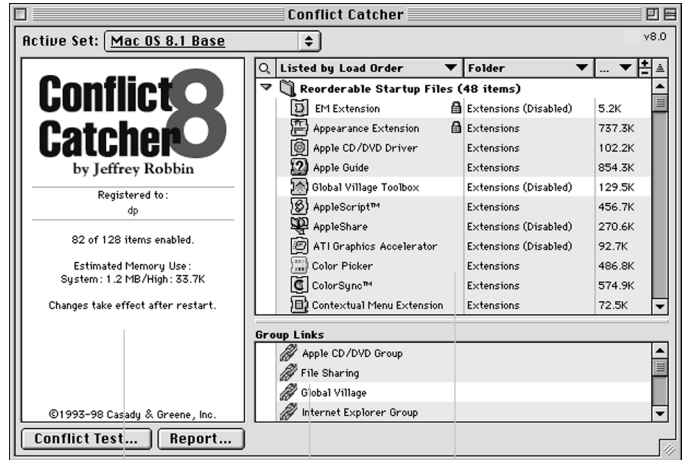 Conflict Catcher
Active Set: Mac OS 8.1 Base
v8.0
Conflict
Catcher 8
by Jeffrey Robbin
Registered to:
dp
82 of 128 items enabled.
Estimated Memory Use:
System: 1.2 MB/High: 33.7K
Changes take effect after restart.
©1993-98 Casady & Greene, Inc.
Listed by Load Order Folder ...
Reorderable Startup Files (48 items)
EM Extension Extensions (Disabled) 5.2K
Appearance Extension Extensions 737.3K
Apple CD/DVD Driver Extensions 102.2K
Apple Guide Extensions 854.3K
Global Village Toolbox Extensions (Disabled) 129.5K
AppleScript™ Extensions 456.7K
AppleShare Extensions (Disabled) 270.6K
ATI Graphics Accelerator Extensions (Disabled) 92.7K
Color Picker Extensions 486.8K
ColorSync™ Extensions 574.9K
Contextual Menu Extension Extensions 72.5K
Group Links
Apple CD/DVD Group
File Sharing
Global Village
Internet Explorer Group
Conflict Test... Report...